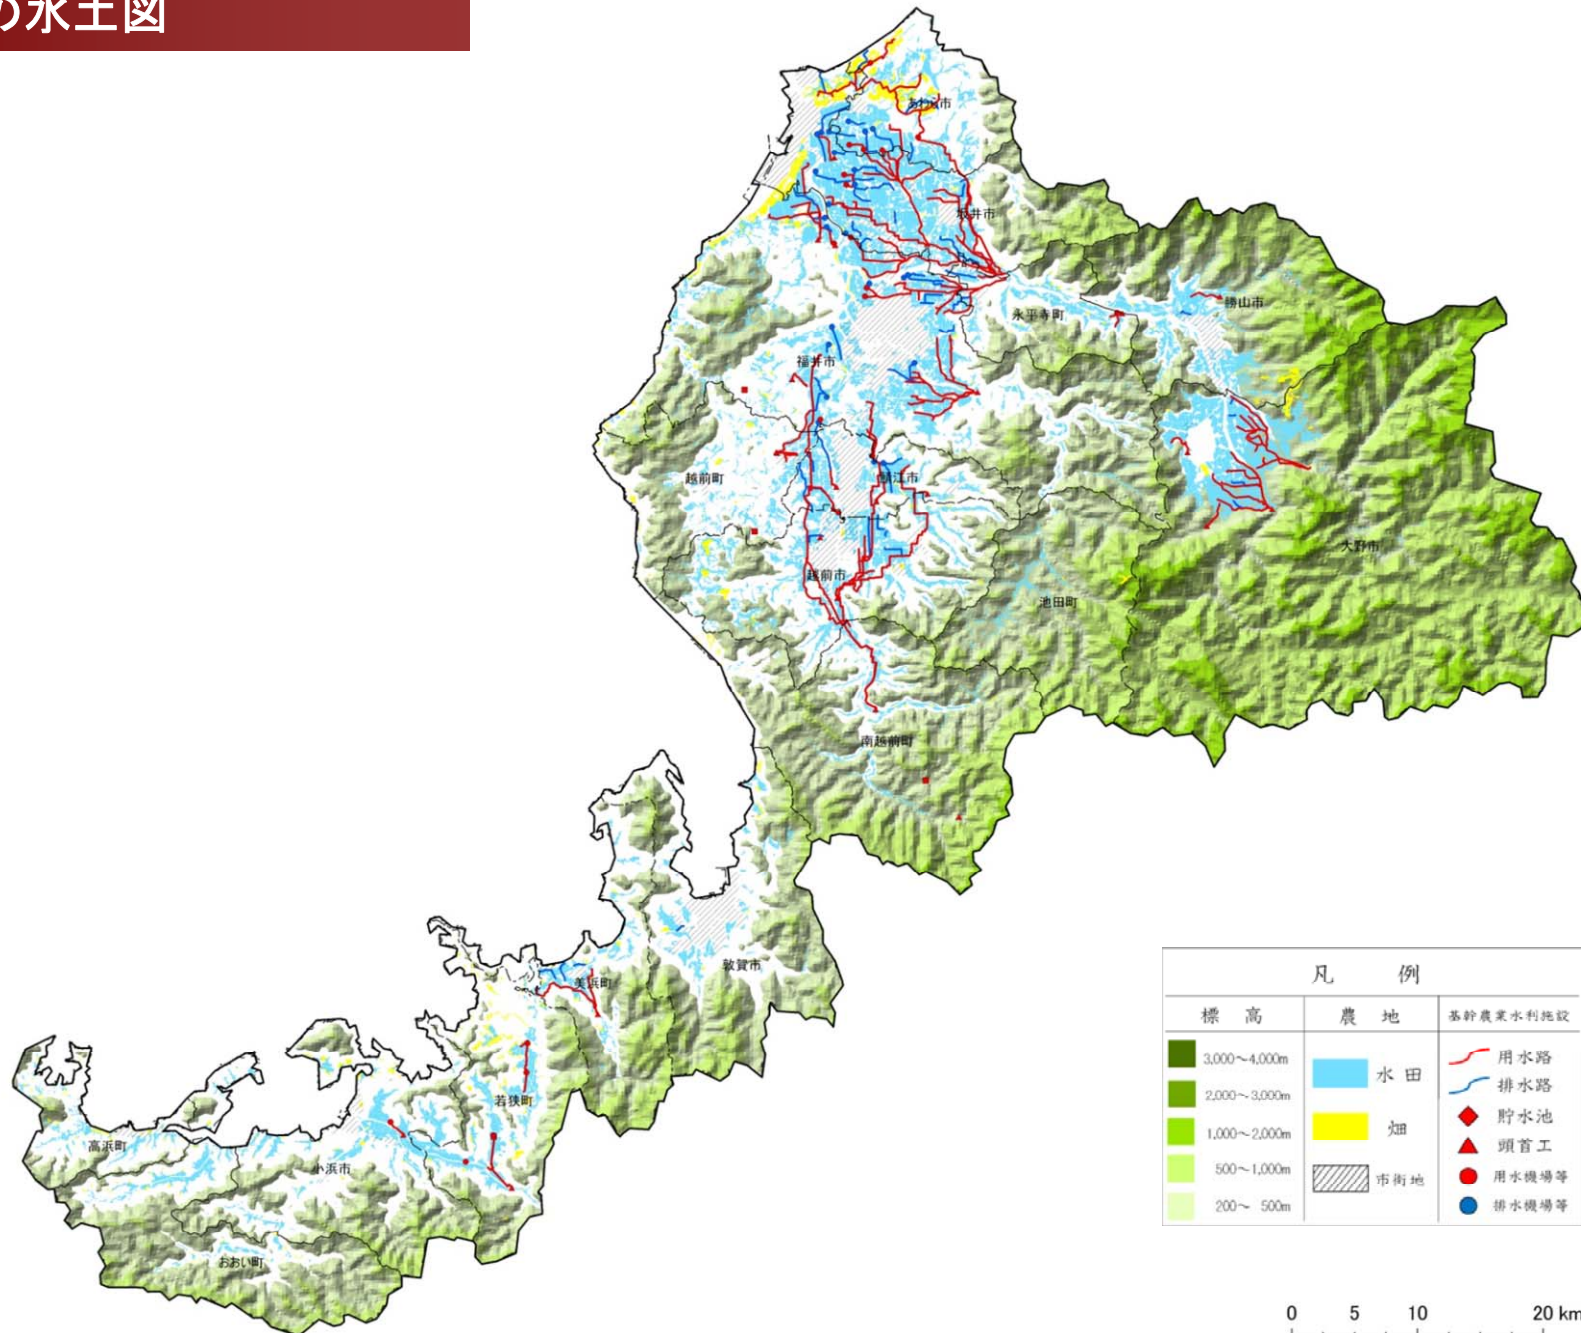 の水土図
あわら市
坂井市
勝山市
永平寺町
福井市
越前町
鯖江市
大野市
越前市
池田町
南越前町
敦賀市
美浜町
若狭町
高浜町
小浜市
おおい町
凡 例
標 高
農 地
基幹農業水利施設
3,000～4,000m
2,000～3,000m
1,000～2,000m
500～1,000m
200～ 500m
水 田
畑
市街地
用水路
排水路
貯水池
頭首工
用水機場等
排水機場等
0 5 10 20 km